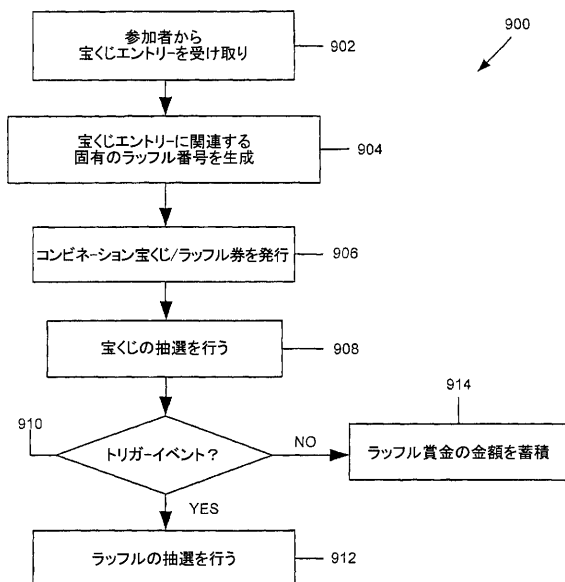 参加者から
宝くじエントリーを受け取り
902
900
宝くじエントリーに関連する
固有のラッフル番号を生成
904
コンビネーション宝くじ/ラッフル券を発行
906
宝くじの抽選を行う
908
910
トリガーイベント?
NO
914
ラッフル賞金の金額を蓄積
YES
ラッフルの抽選を行う
912